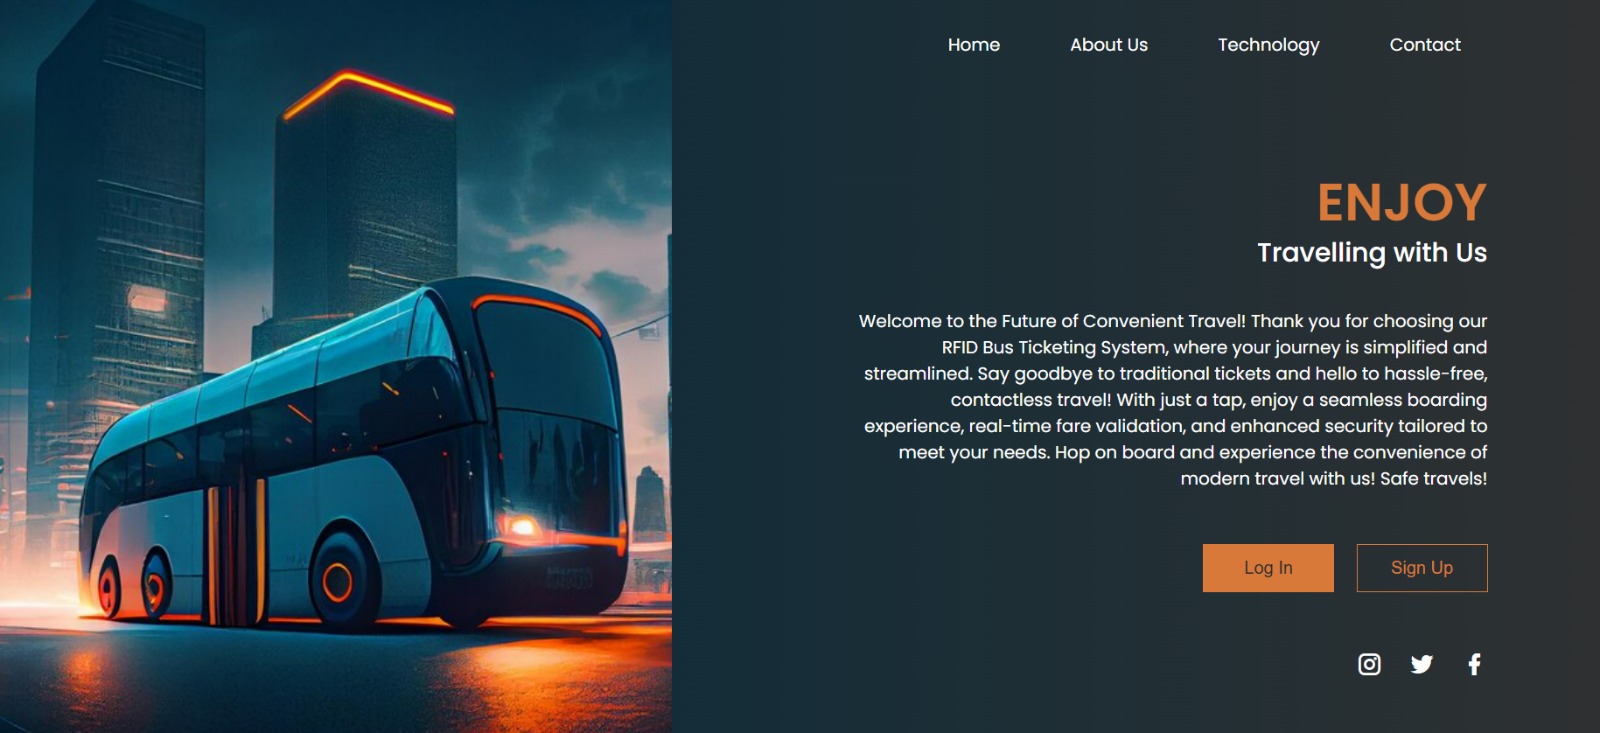 Home About Us Technology Contact
ENJOY
Travelling with Us
Welcome to the Future of Convenient Travel! Thank you for choosing our
RFID Bus Ticketing System, where your journey is simplified and
streamlined. Say goodbye to traditional tickets and hello to hassle-free,
contactless travel! With just a tap, enjoy a seamless boarding
experience, real-time fare validation, and enhanced security tailored to
meet your needs. Hop on board and experience the convenience of
modern travel with us! Safe travels!
Log In Sign Up